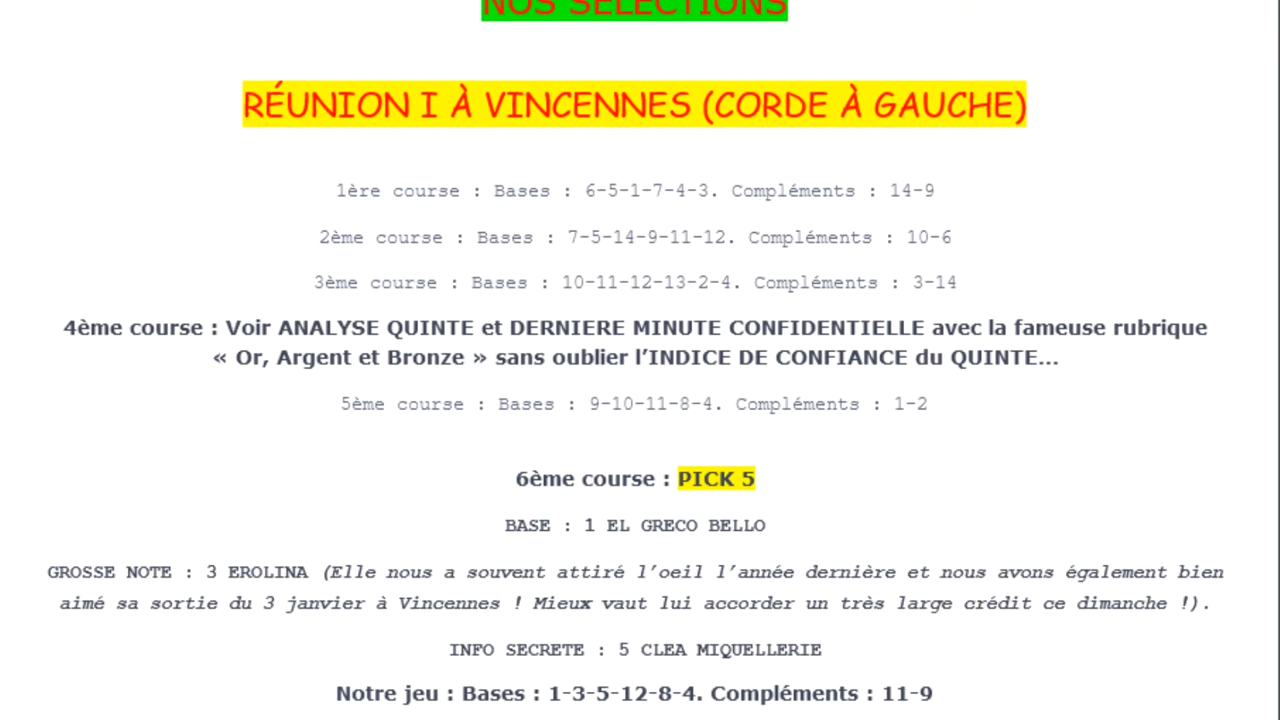 NOS SÉLECTIONS
RÉUNION I À VINCENNES (CORDE À GAUCHE)
1ère course : Bases : 6-5-1-7-4-3. Compléments : 14-9
2ème course : Bases : 7-5-14-9-11-12. Compléments : 10-6
3ème course : Bases : 10-11-12-13-2-4. Compléments : 3-14
4ème course : Voir ANALYSE QUINTE et DERNIERE MINUTE CONFIDENTIELLE avec la fameuse rubrique
« Or, Argent et Bronze » sans oublier l’INDICE DE CONFIANCE du QUINTE...
5ème course : Bases : 9-10-11-8-4. Compléments : 1-2
6ème course : PICK 5
BASE : 1 EL GRECO BELLO
GROSSE NOTE : 3 EROLINA (Elle nous a souvent attiré l’oeil l’année dernière et nous avons également bien
aimé sa sortie du 3 janvier à Vincennes ! Mieux vaut lui accorder un très large crédit ce dimanche !).
INFO SECRETE : 5 CLEA MIQUELLERIE
Notre jeu : Bases : 1-3-5-12-8-4. Compléments : 11-9